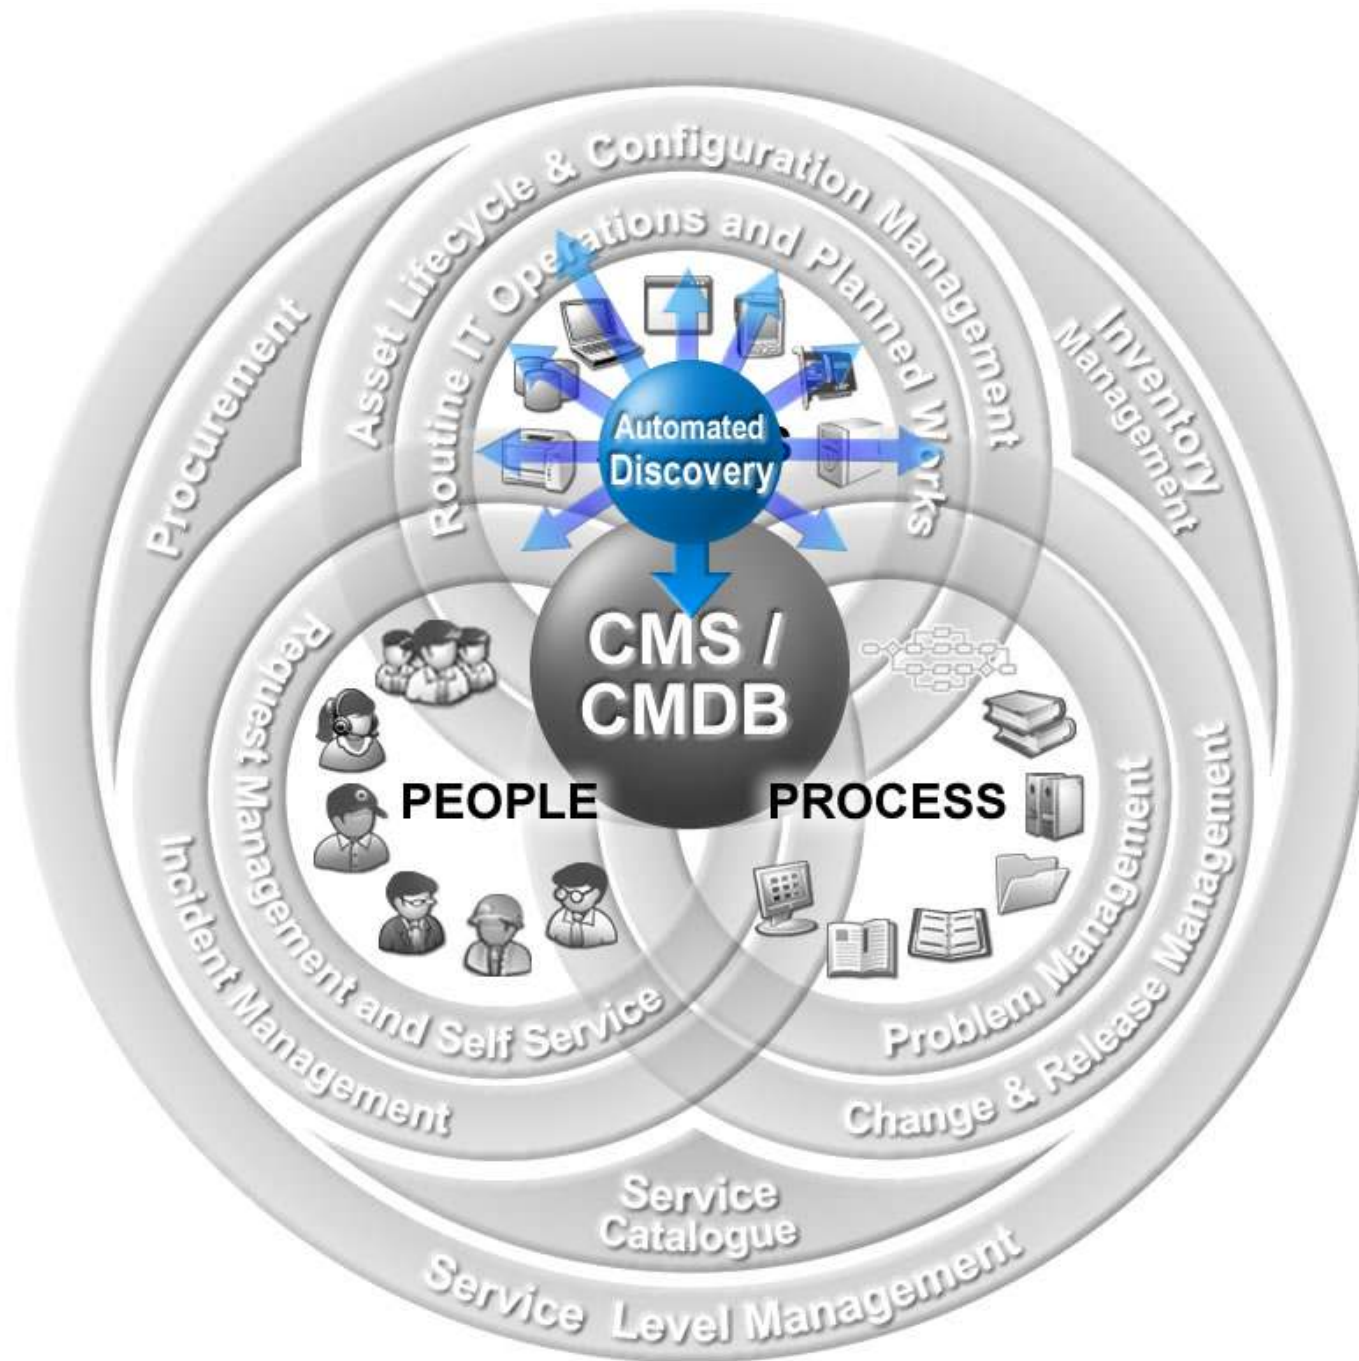 Asset Lifecycle & Configuration Management
Routine IT Operations and Planned Works
Procurement
Inventory
Management
Automated
Discovery
CMS /
CMDB
PEOPLE
PROCESS
Request Management and Self Service
Incident Management
Problem Management
Change & Release Management
Service
Catalogue
Service Level Management